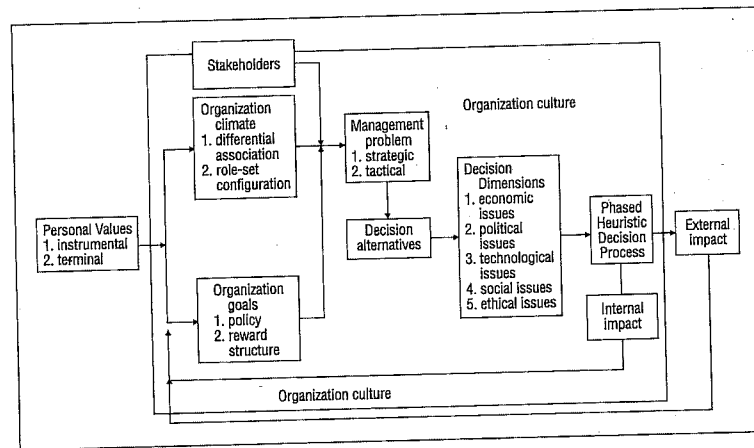 Stakeholders
Organization
climate
1. differential
association
2. role-set
configuration
Organization culture
Management
problem
1. strategic
2. tactical
Decision
Dimensions
1. economic
issues
2. political
issues
3. technological
issues
4. social issues
5. ethical issues
Phased
Heuristic
Decision
Process
External
impact
Personal Values
1. instrumental
2. terminal
Decision
alternatives
Organization
goals
1. policy
2. reward
structure
Internal
impact
Organization culture